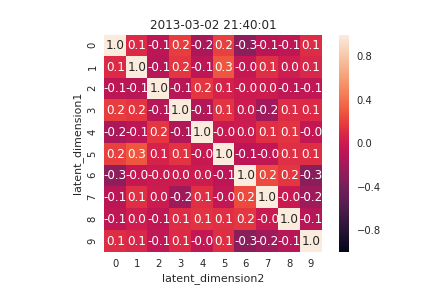 2013-03-02 21:40:01
0 1.0 0.1 -0.1 0.2 -0.2 0.2 -0.3 -0.1 -0.1 0.1
1 0.1 1.0 -0.1 0.2 -0.1 0.3 -0.0 0.1 0.0 0.1
2 -0.1 -0.1 1.0 -0.1 0.2 0.1 -0.0 0.0 -0.1 -0.1
3 0.2 0.2 -0.1 1.0 -0.1 0.1 0.0 -0.2 0.1 0.1
4 -0.2 -0.1 0.2 -0.1 1.0 -0.0 0.0 0.1 0.1 -0.0
5 0.2 0.3 0.1 0.1 -0.0 1.0 -0.1 -0.0 0.1 0.1
6 -0.3 -0.0 -0.0 0.0 0.0 -0.1 1.0 0.2 0.2 -0.3
7 -0.1 0.1 0.0 -0.2 0.1 -0.0 0.2 1.0 -0.0 -0.2
8 -0.1 0.0 -0.1 0.1 0.1 0.1 0.2 -0.0 1.0 -0.1
9 0.1 0.1 -0.1 0.1 -0.0 0.1 -0.3 -0.2 -0.1 1.0
0 1 2 3 4 5 6 7 8 9
latent_dimension2
latent_dimension1
0.8
0.4
0.0
-0.4
-0.8